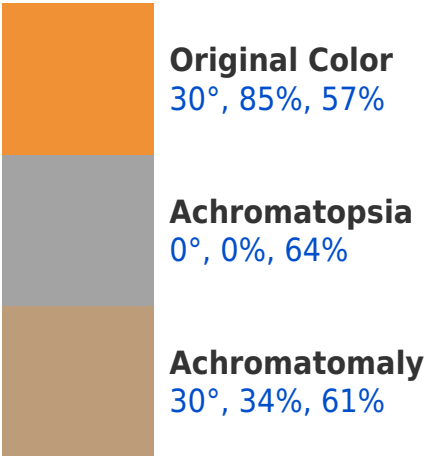 Original Color
30°, 85%, 57%
Achromatopsia
0°, 0%, 64%
Achromatomaly
30°, 34%, 61%